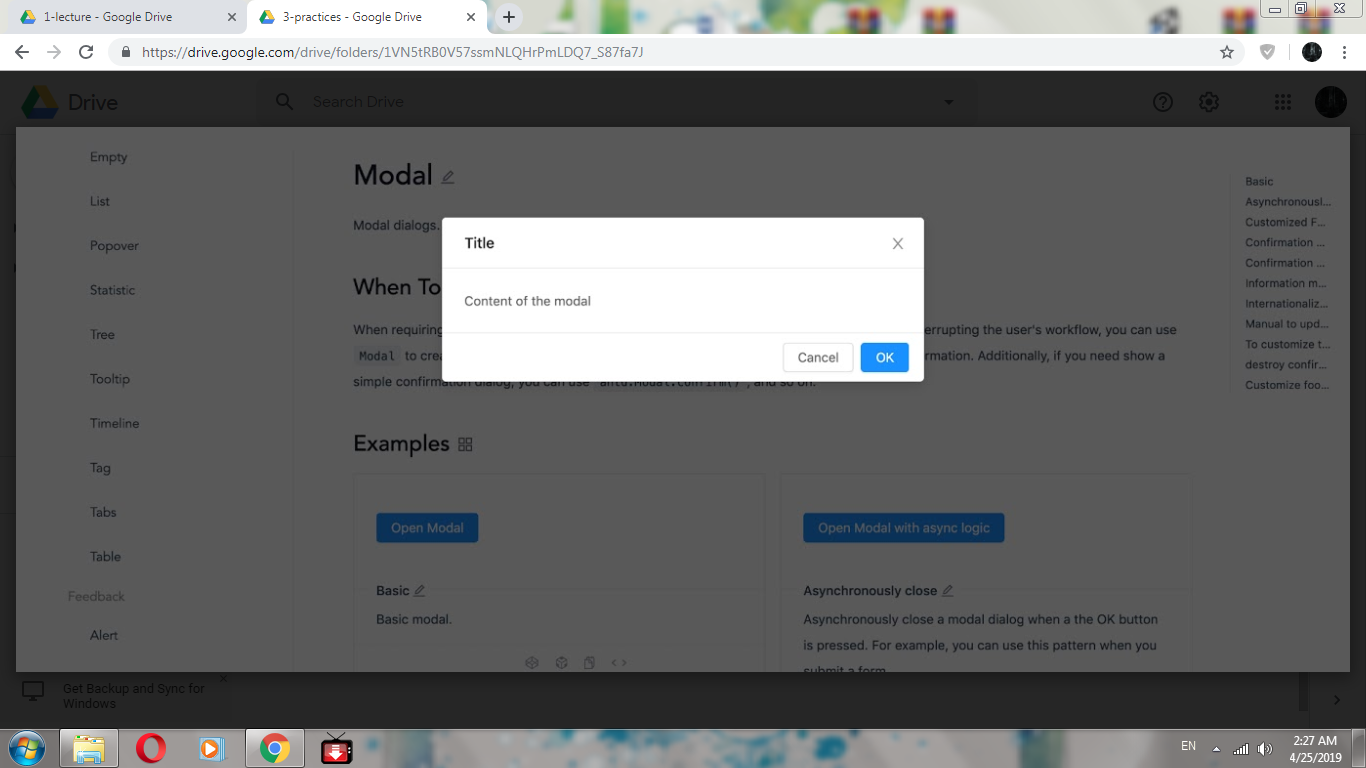 1-lecture - Google Drive
3-practices - Google Drive
https://drive.google.com/drive/folders/1VN5tRB0V57ssmNLQHrPmLDQ7_S87fa7J
Drive
Search Drive
Empty
List
Popover
Statistic
Tree
Tooltip
Timeline
Tag
Tabs
Table
Feedback
Alert
Modal
Modal dialogs.
When To
When requiring
errupting the user's workflow, you can use
Modal to crea
rmation. Additionally, if you need show a
simple confirmation dialog, you can use antd.Modal.confirm() , and so on.
Title
Content of the modal
Cancel
OK
Examples
Open Modal
Basic
Basic modal.
Open Modal with async logic
Asynchronously close
Asynchronously close a modal dialog when a the OK button
is pressed. For example, you can use this pattern when you
submit a form.
Basic
Asynchronousl...
Customized F...
Confirmation ...
Confirmation ...
Information m...
Internationaliz...
Manual to upd...
To customize t...
destroy confir...
Customize foo...
Get Backup and Sync for
Windows
EN
2:27 AM
4/25/2019